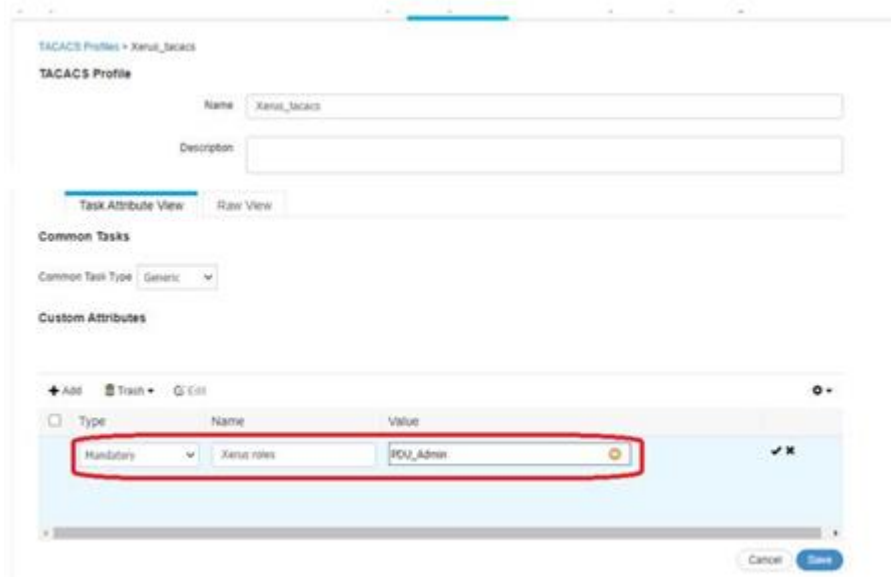 TACACS Profiles > Xerus_tacacs
TACACS Profile
Name Xerus_tacacs
Description
Task Attribute View Raw View
Common Tasks
Common Task Type Generic
Custom Attributes
Add Trash Edit
Type Name Value
Mandatory Xerus roles PDU_Admin
Cancel Save